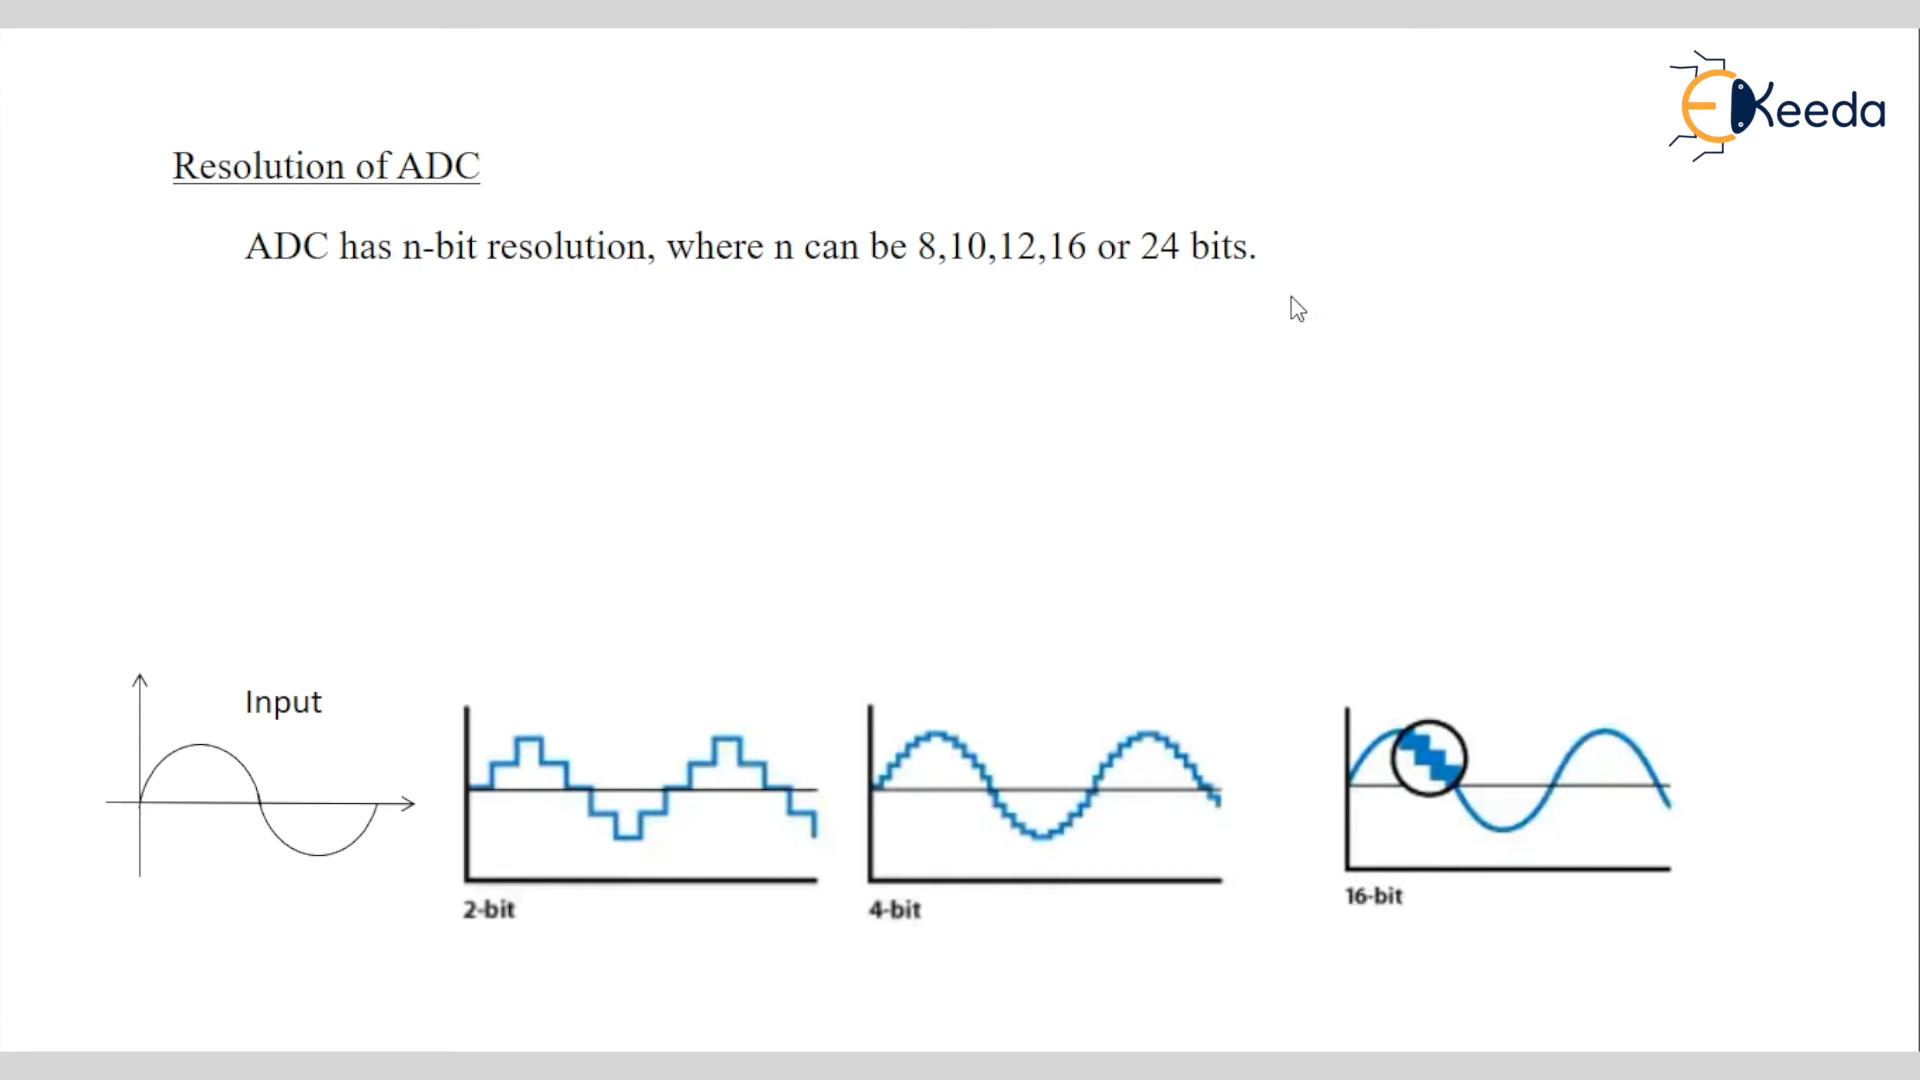 EKeeda
Resolution of ADC
ADC has n-bit resolution, where n can be 8,10,12,16 or 24 bits.
Input
2-bit
4-bit
16-bit